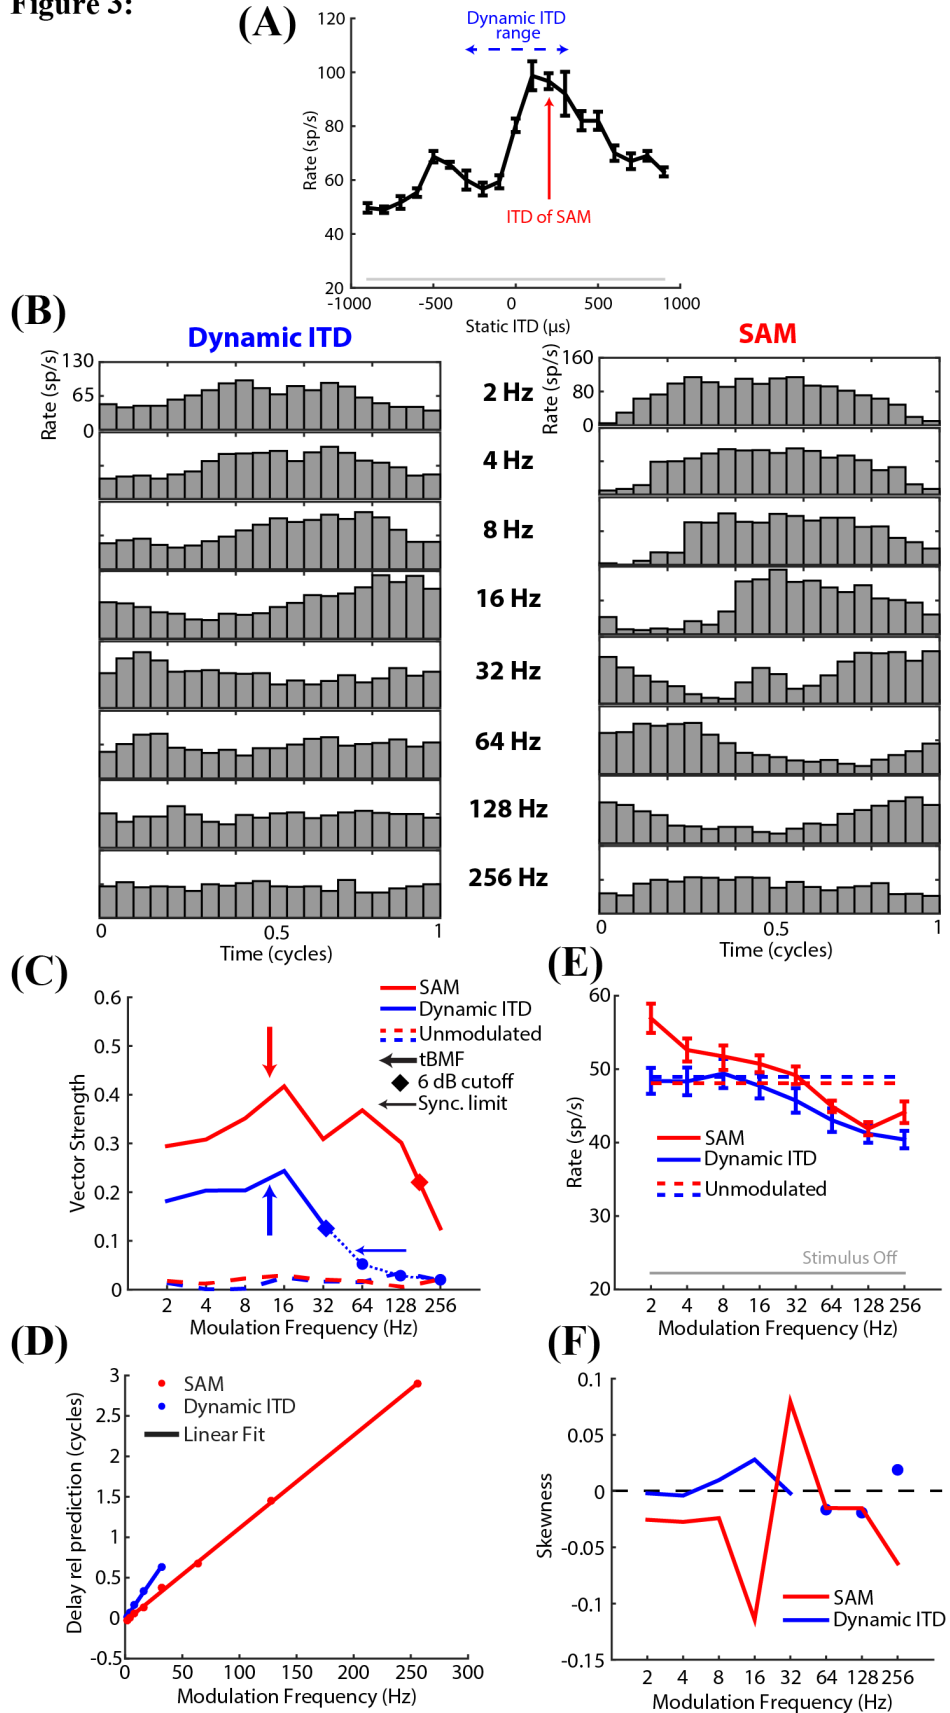 Figure 3:
(A)
120
100
80
60
40
20
Rate (sp/s)
Dynamic ITD
range
ITD of SAM
-1000 -500 0 500 1000
Static ITD (µs)
(B)
Dynamic ITD
SAM
Rate (sp/s)
130
65
0
Rate (sp/s)
160
80
0
2 Hz
4 Hz
8 Hz
16 Hz
32 Hz
64 Hz
128 Hz
256 Hz
0 0.5 1
Time (cycles)
0 0.5 1
Time (cycles)
(C)
0.6
0.5
0.4
0.3
0.2
0.1
0
Vector Strength
SAM
Dynamic ITD
Unmodulated
tBMF
6 dB cutoff
Sync. limit
2 4 8 16 32 64 128 256
Moulation Frequency (Hz)
(E)
60
50
40
30
20
Rate (sp/s)
SAM
Dynamic ITD
Unmodulated
Stimulus Off
2 4 8 16 32 64 128 256
Modulation Frequency (Hz)
(D)
3
2.5
2
1.5
1
0.5
0
-0.5
Delay rel prediction (cycles)
SAM
Dynamic ITD
Linear Fit
0 50 100 150 200 250 300
Modulation Frequency (Hz)
(F)
0.1
0.05
0
-0.05
-0.1
-0.15
Skewness
SAM
Dynamic ITD
2 4 8 16 32 64 128 256
Modulation Frequency (Hz)